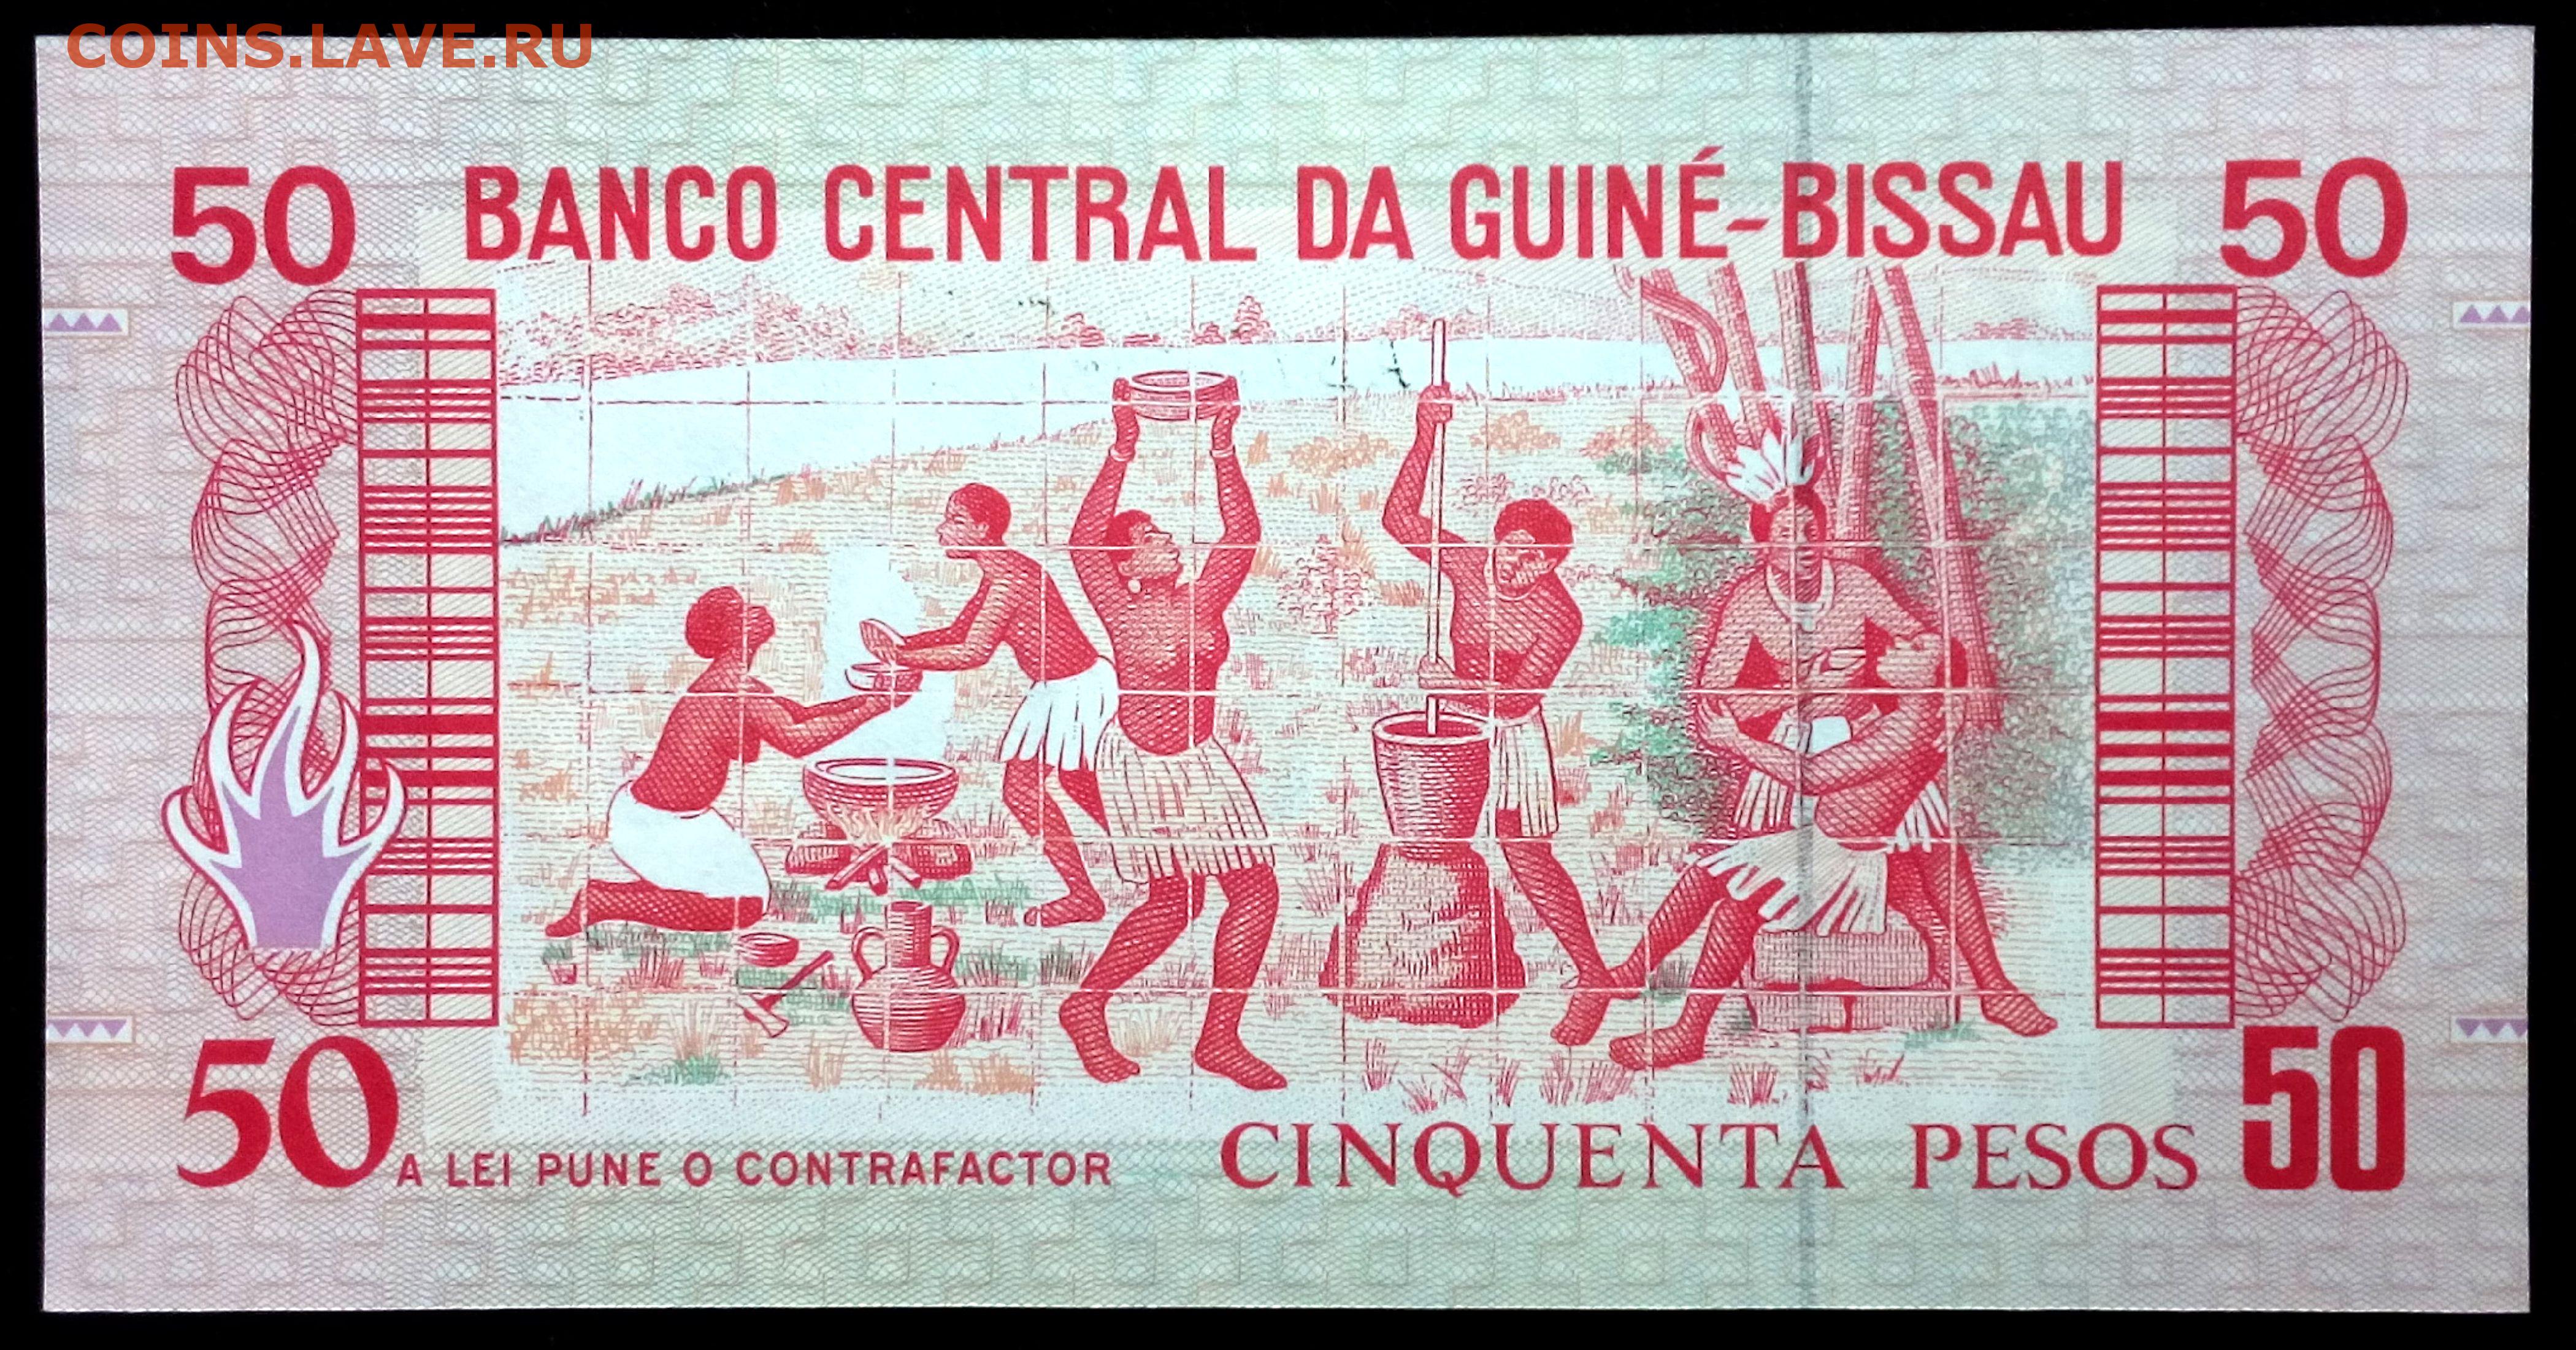 COINS.LAVE.RU
50 BANCO CENTRAL DA GUINÉ-BISSAU 50
50 A LEI PUNE O CONTRAFACTOR CINQUENTA PESOS 50